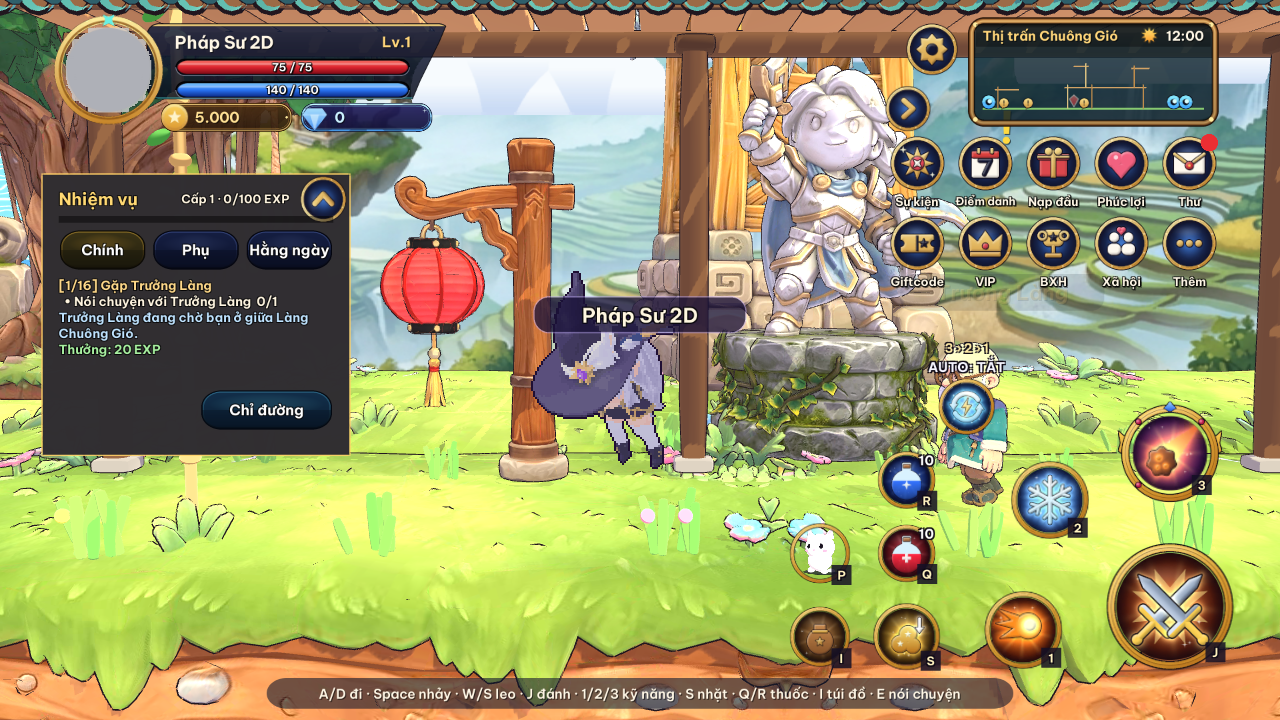 Pháp Sư 2D
Lv.1
75 / 75
140 / 140
5.000
0
Thị trấn Chuông Gió
12:00
Nhiệm vụ
Cấp 1 · 0/100 EXP
Chính
Phụ
Hằng ngày
[1/16] Gặp Trưởng Làng
• Nói chuyện với Trưởng Làng 0/1
Trưởng Làng đang chờ bạn ở giữa Làng
Chuông Gió.
Thưởng: 20 EXP
Chỉ đường
Pháp Sư 2D
7
Sự kiện
Điểm danh
Nạp đầu
Phúc lợi
Thư
Giftcode
VIP
BXH
Xã hội
Thêm
3>2>1
AUTO: TẮT
10
R
10
Q
P
I
S
1
2
3
J
A/D đi · Space nhảy · W/S leo · J đánh · 1/2/3 kỹ năng · S nhặt · Q/R thuốc · I túi đồ · E nói chuyện